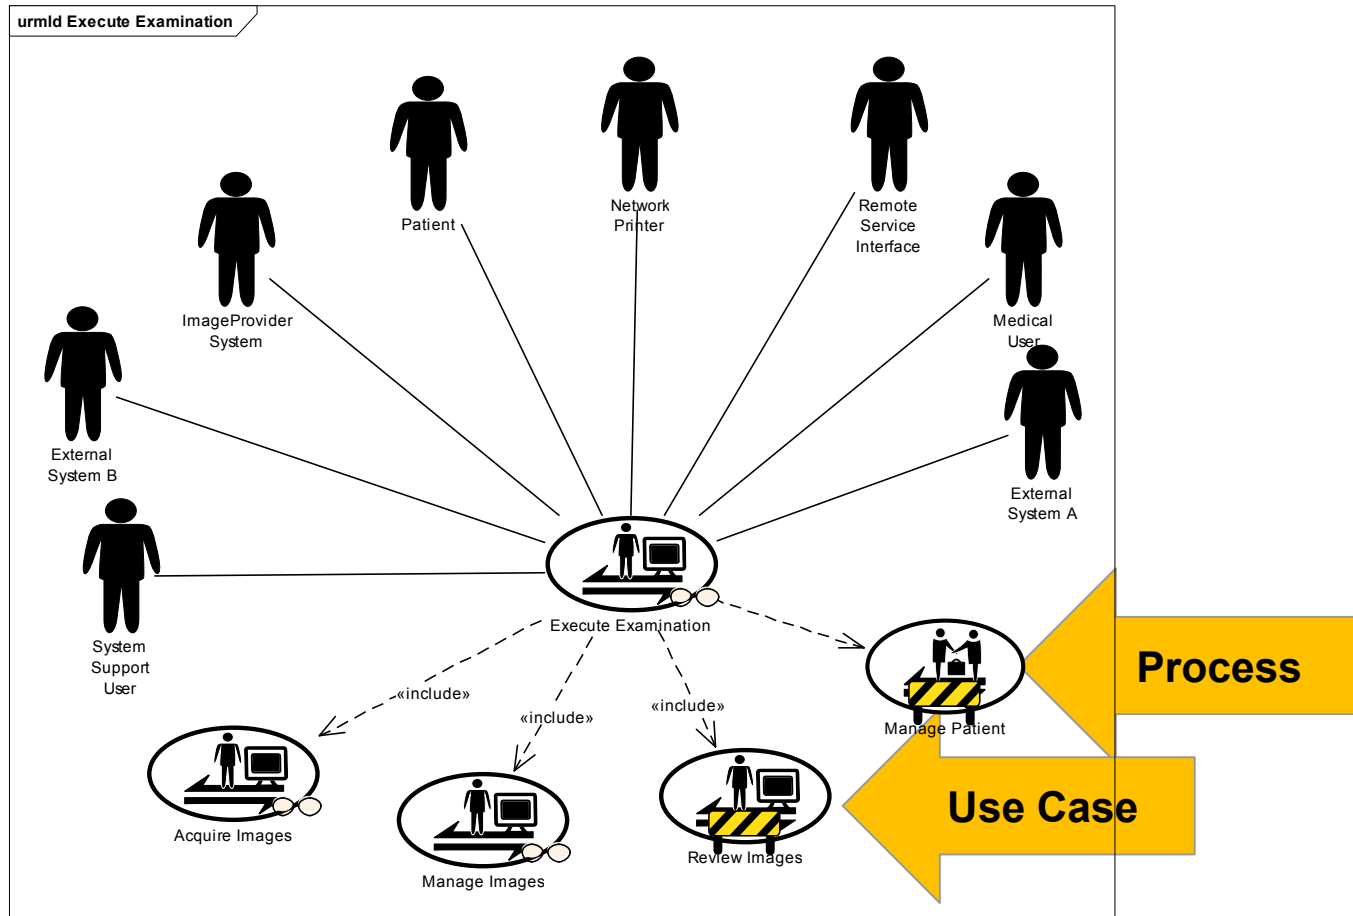 urmld Execute Examination
Patient
Network
Printer
Remote
Service
Interface
ImageProvider
System
Medical
User
External
System B
External
System A
System
Support
User
Execute Examination
Process
Manage Patient
«include»
«include»
«include»
Use Case
Acquire Images
Manage Images
Review Images